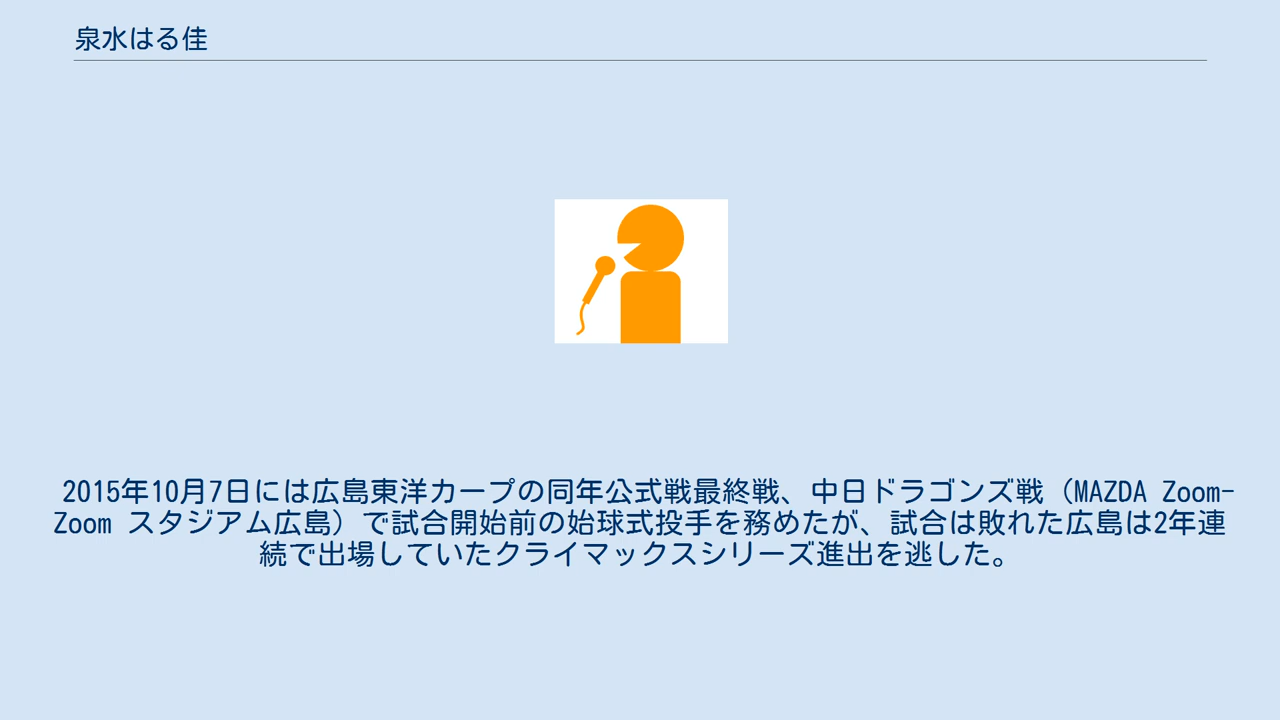 泉水はる佳
2015年10月7日には広島東洋カープの同年公式戦最終戦、中日ドラゴンズ戦（MAZDA Zoom-
Zoom スタジアム広島）で試合開始前の始球式投手を務めたが、試合は敗れた広島は2年連
続で出場していたクライマックスシリーズ進出を逃した。